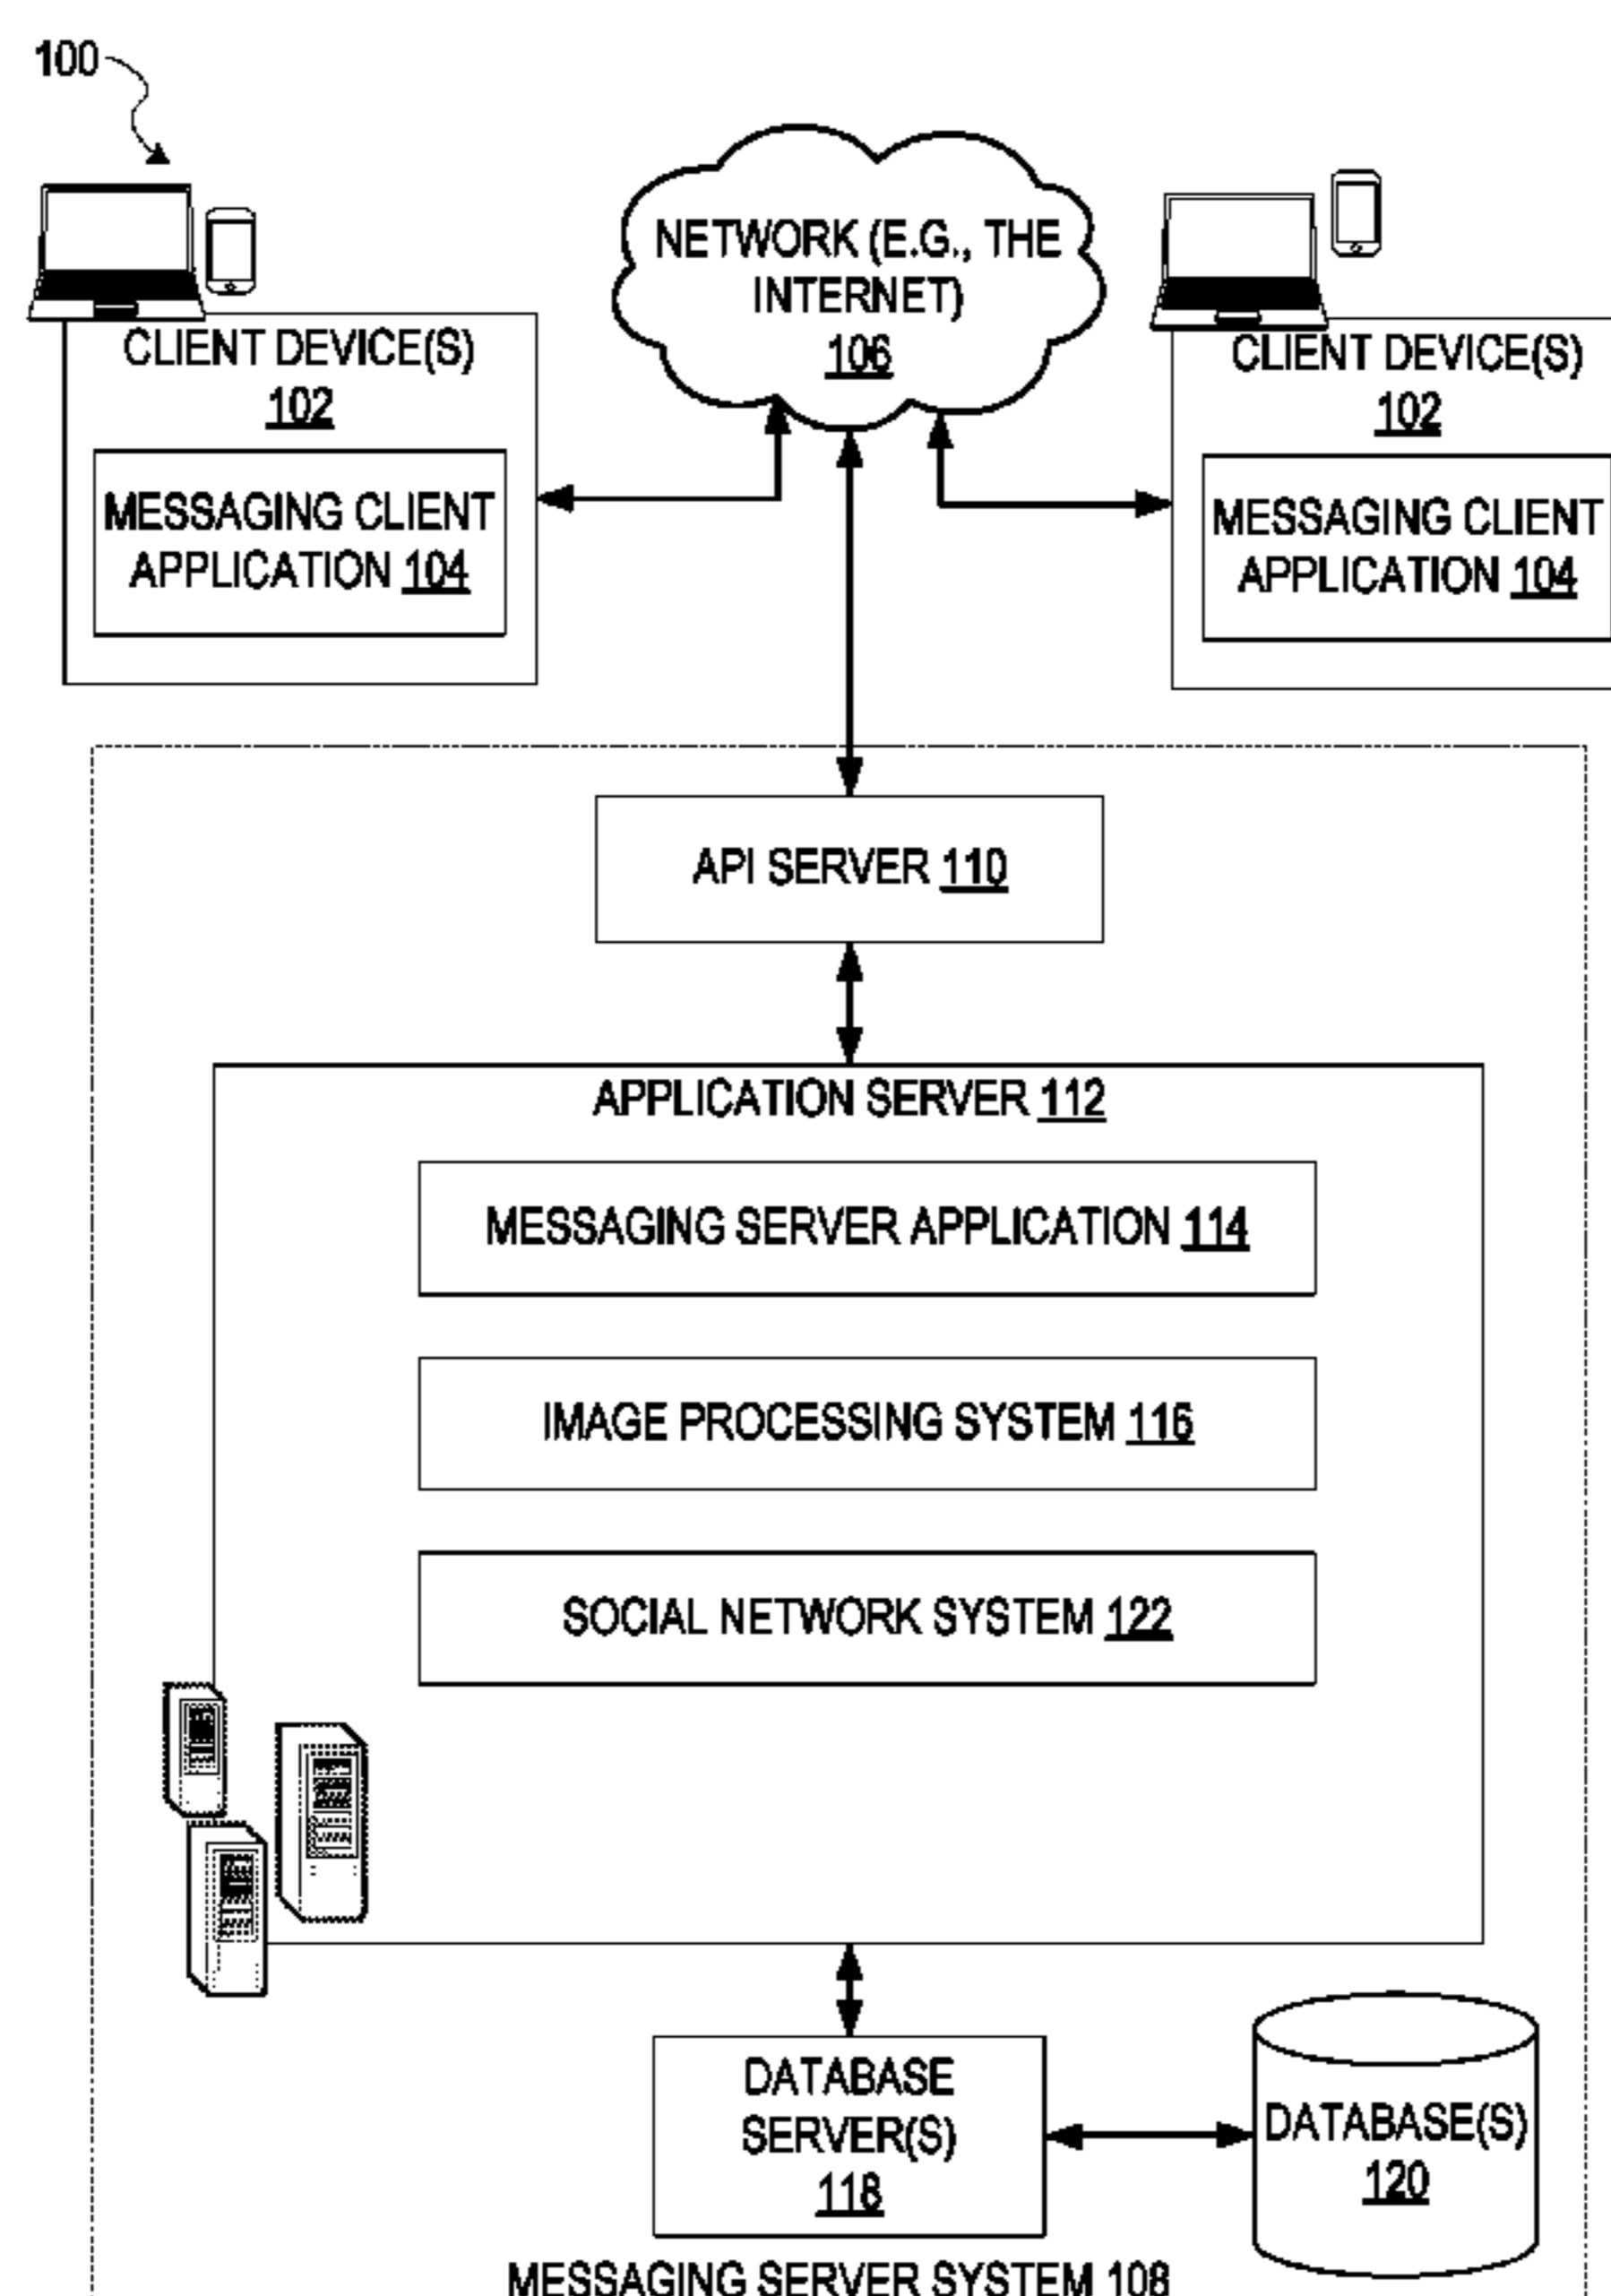 100
NETWORK (E.G., THE
INTERNET)
106
CLIENT DEVICE(S)
102
MESSAGING CLIENT
APPLICATION 104
CLIENT DEVICE(S)
102
MESSAGING CLIENT
APPLICATION 104
API SERVER 110
APPLICATION SERVER 112
MESSAGING SERVER APPLICATION 114
IMAGE PROCESSING SYSTEM 116
SOCIAL NETWORK SYSTEM 122
DATABASE
SERVER(S)
118
DATABASE(S)
120
MESSAGING SERVER SYSTEM 108